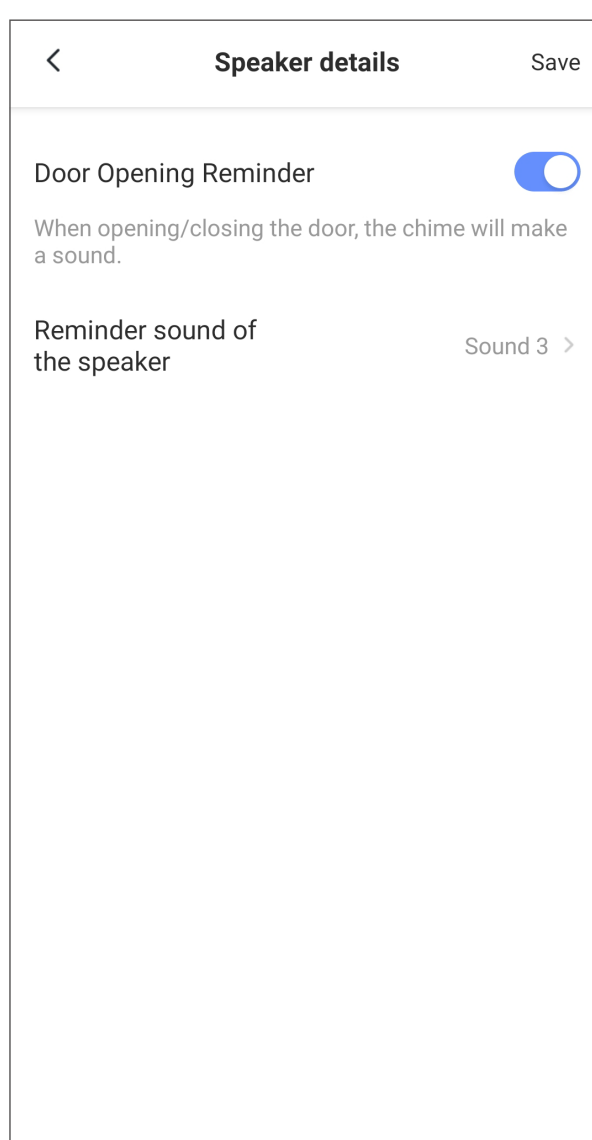 Speaker details
Save
Door Opening Reminder
When opening/closing the door, the chime will make
a sound.
Reminder sound of
the speaker
Sound 3